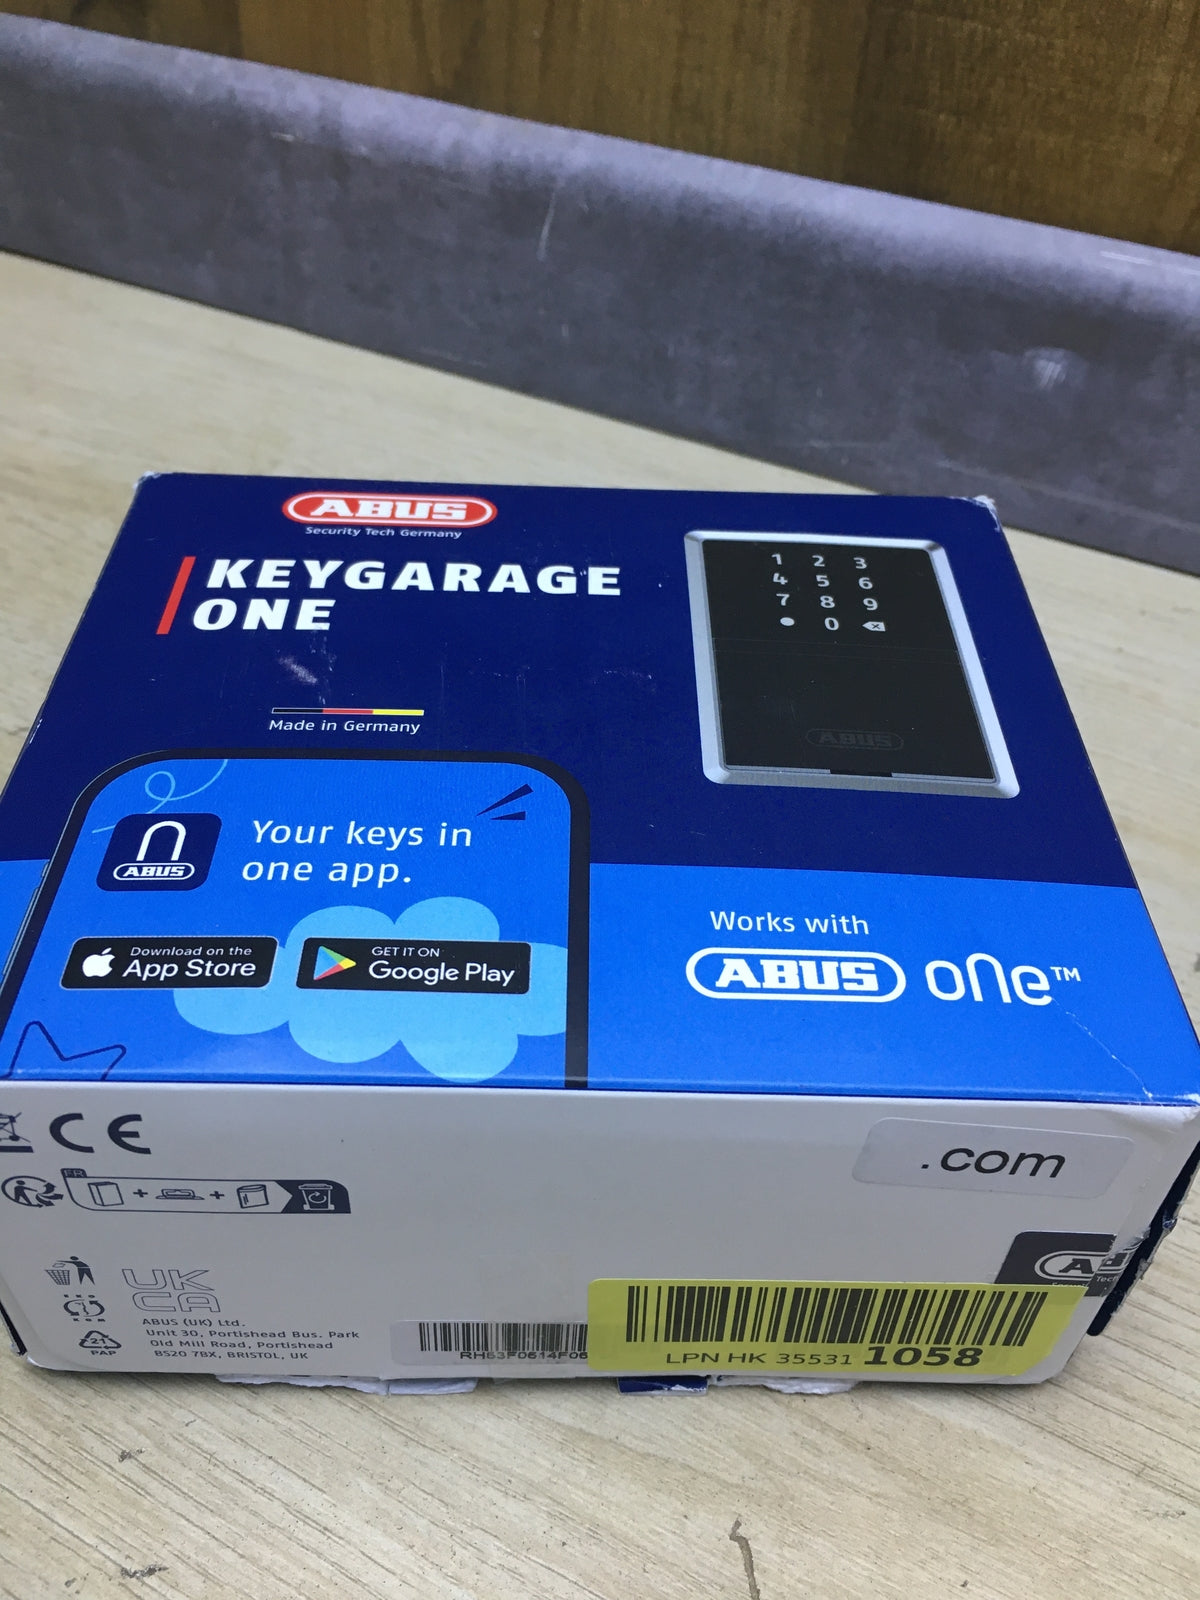 ABUS
Security Tech Germany
KEYGARAGE
ONE
1 2 3
4 5 6
7 8 9
0
ABUS
Made in Germany
Your keys in
one app.
ABUS
Download on the
App Store
GET IT ON
Google Play
Works with
ABUS one™
CE
.com
FR
UK
CA
ABUS (UK) Ltd.
Unit 30, Portishead Bus. Park
Old Mill Road, Portishead
BS20 7BX, BRISTOL, UK
21
PAP
LPN HK 35531 1058